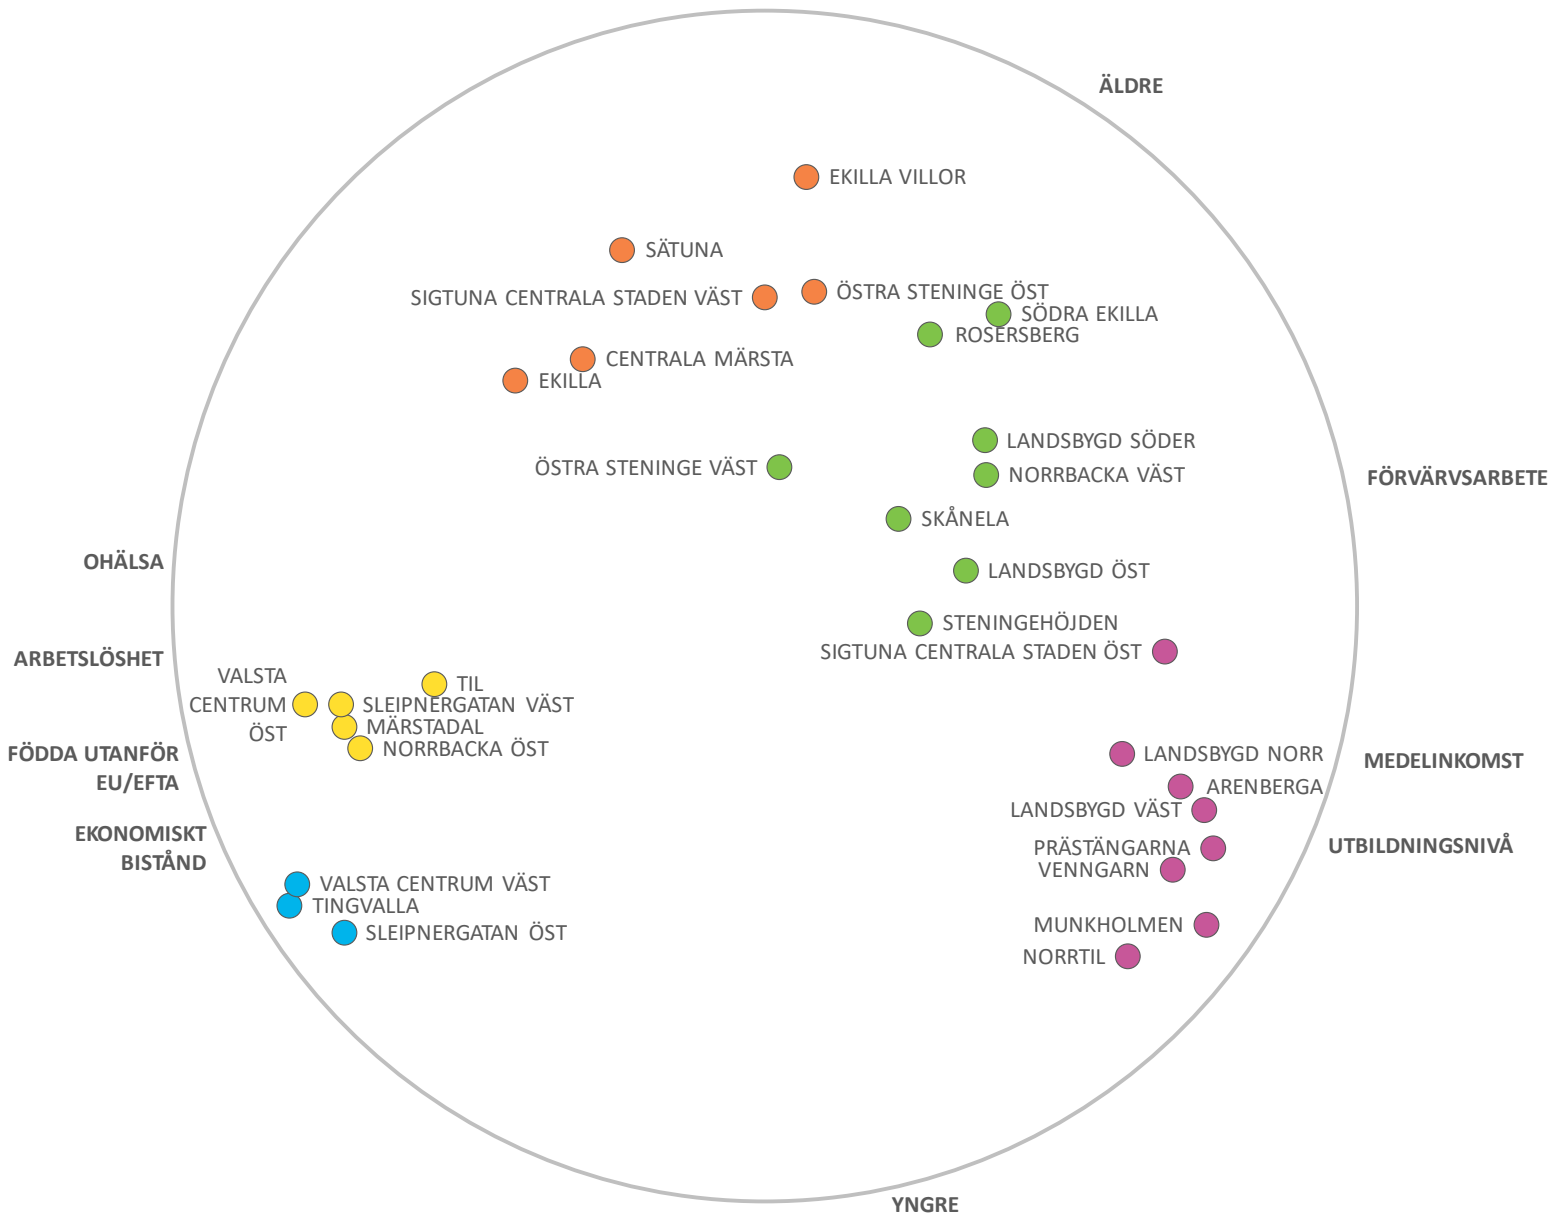 ÄLDRE
EKILLA VILLOR
SÄTUNA
SIGTUNA CENTRALA STADEN VÄST
ÖSTRA STENINGE ÖST
SÖDRA EKILLA
ROSERSBERG
CENTRALA MÄRSTA
EKILLA
LANDSBYGD SÖDER
ÖSTRA STENINGE VÄST
NORRBACKA VÄST
FÖRVÄRVSARBETE
SKÅNELA
OHÄLSA
LANDSBYGD ÖST
STENINGEHÖJDEN
SIGTUNA CENTRALA STADEN ÖST
ARBETSLÖSHET
VALSTA
CENTRUM
ÖST
TIL
SLEIPNERGATAN VÄST
MÄRSTADAL
NORRBACKA ÖST
FÖDDA UTANFÖR
EU/EFTA
LANDSBYGD NORR
MEDELINKOMST
ARENBERGA
LANDSBYGD VÄST
EKONOMISKT
BISTÅND
PRÄSTÄNGARNA
UTBILDNINGSNIVÅ
VENNGARN
VALSTA CENTRUM VÄST
TINGVALLA
SLEIPNERGATAN ÖST
MUNKHOLMEN
NORRTIL
YNGRE